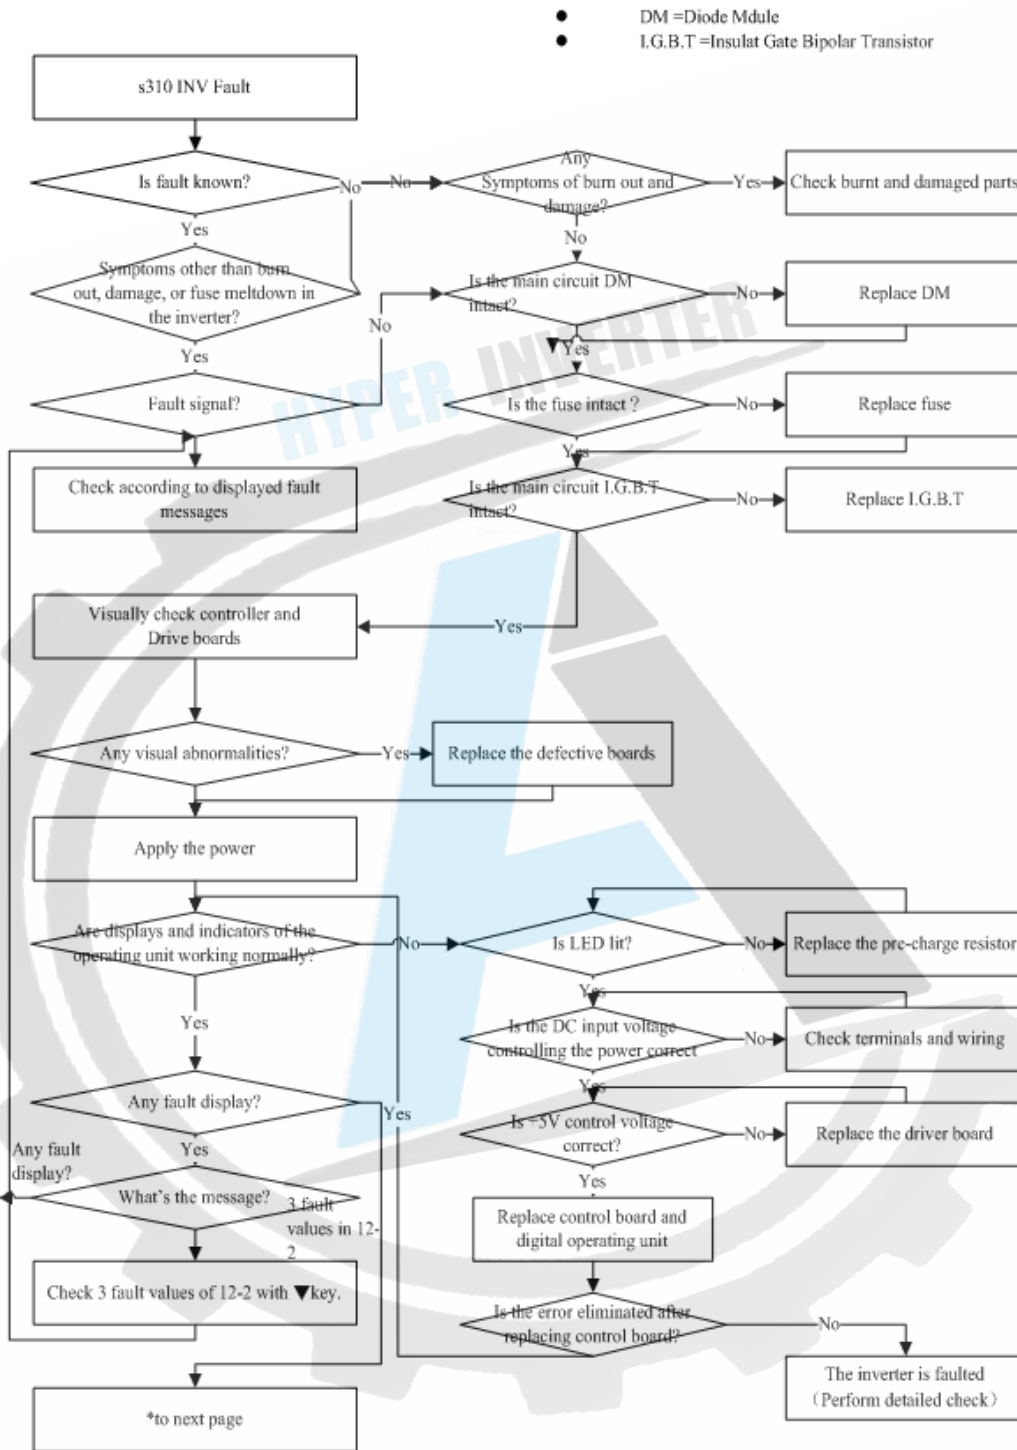 DM =Diode Mdule
I.G.B.T =Insulat Gate Bipolar Transistor
s310 INV Fault
Is fault known?
No
No
Any
Symptoms of burn out and
damage?
Yes
Check burnt and damaged parts
Yes
No
Symptoms other than burn
out, damage, or fuse meltdown in
the inverter?
Is the main circuit DM
intact?
No
Replace DM
No
Yes
Yes
HYPER INVERTER
Fault signal?
Is the fuse intact ?
No
Replace fuse
Yes
Check according to displayed fault
messages
Is the main circuit I.G.B.T
intact?
No
Replace I.G.B.T
Visually check controller and
Drive boards
Yes
Any visual abnormalities?
Yes
Replace the defective boards
Apply the power
Are displays and indicators of the
operating unit working normally?
No
Is LED lit?
No
Replace the pre-charge resistor
Yes
Yes
Is the DC input voltage
controlling the power correct
No
Check terminals and wiring
Yes
Any fault display?
Yes
Is +5V control voltage
correct?
No
Replace the driver board
Yes
Any fault
display?
What's the message?
3 fault
values in 12-
2
Yes
Replace control board and
digital operating unit
Check 3 fault values of 12-2 with ▼key.
Is the error eliminated after
replacing control board?
No
The inverter is faulted
（Perform detailed check）
*to next page